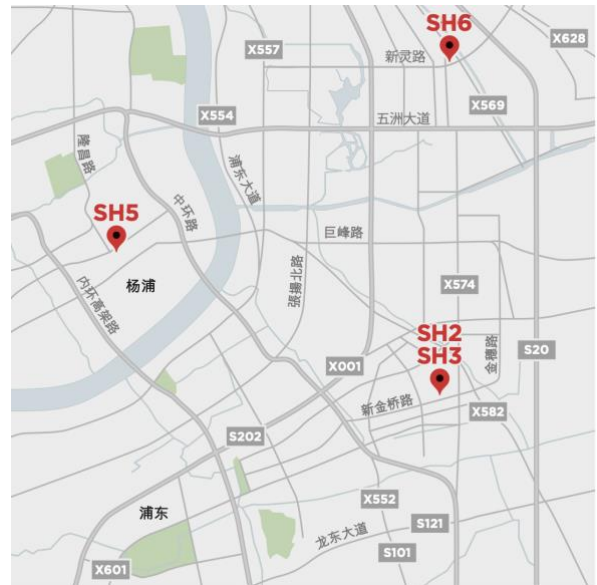 SH6
X628
X557
新灵路
X569
X554
五洲大道
隆昌路
浦东大道
SH5
中环路
巨峰路
杨浦
張揚北路
X574
内环高架路
SH2
SH3
金穗路
S20
X001
新金桥路
X582
S202
X552
浦东
S121
龙东大道
S101
X601